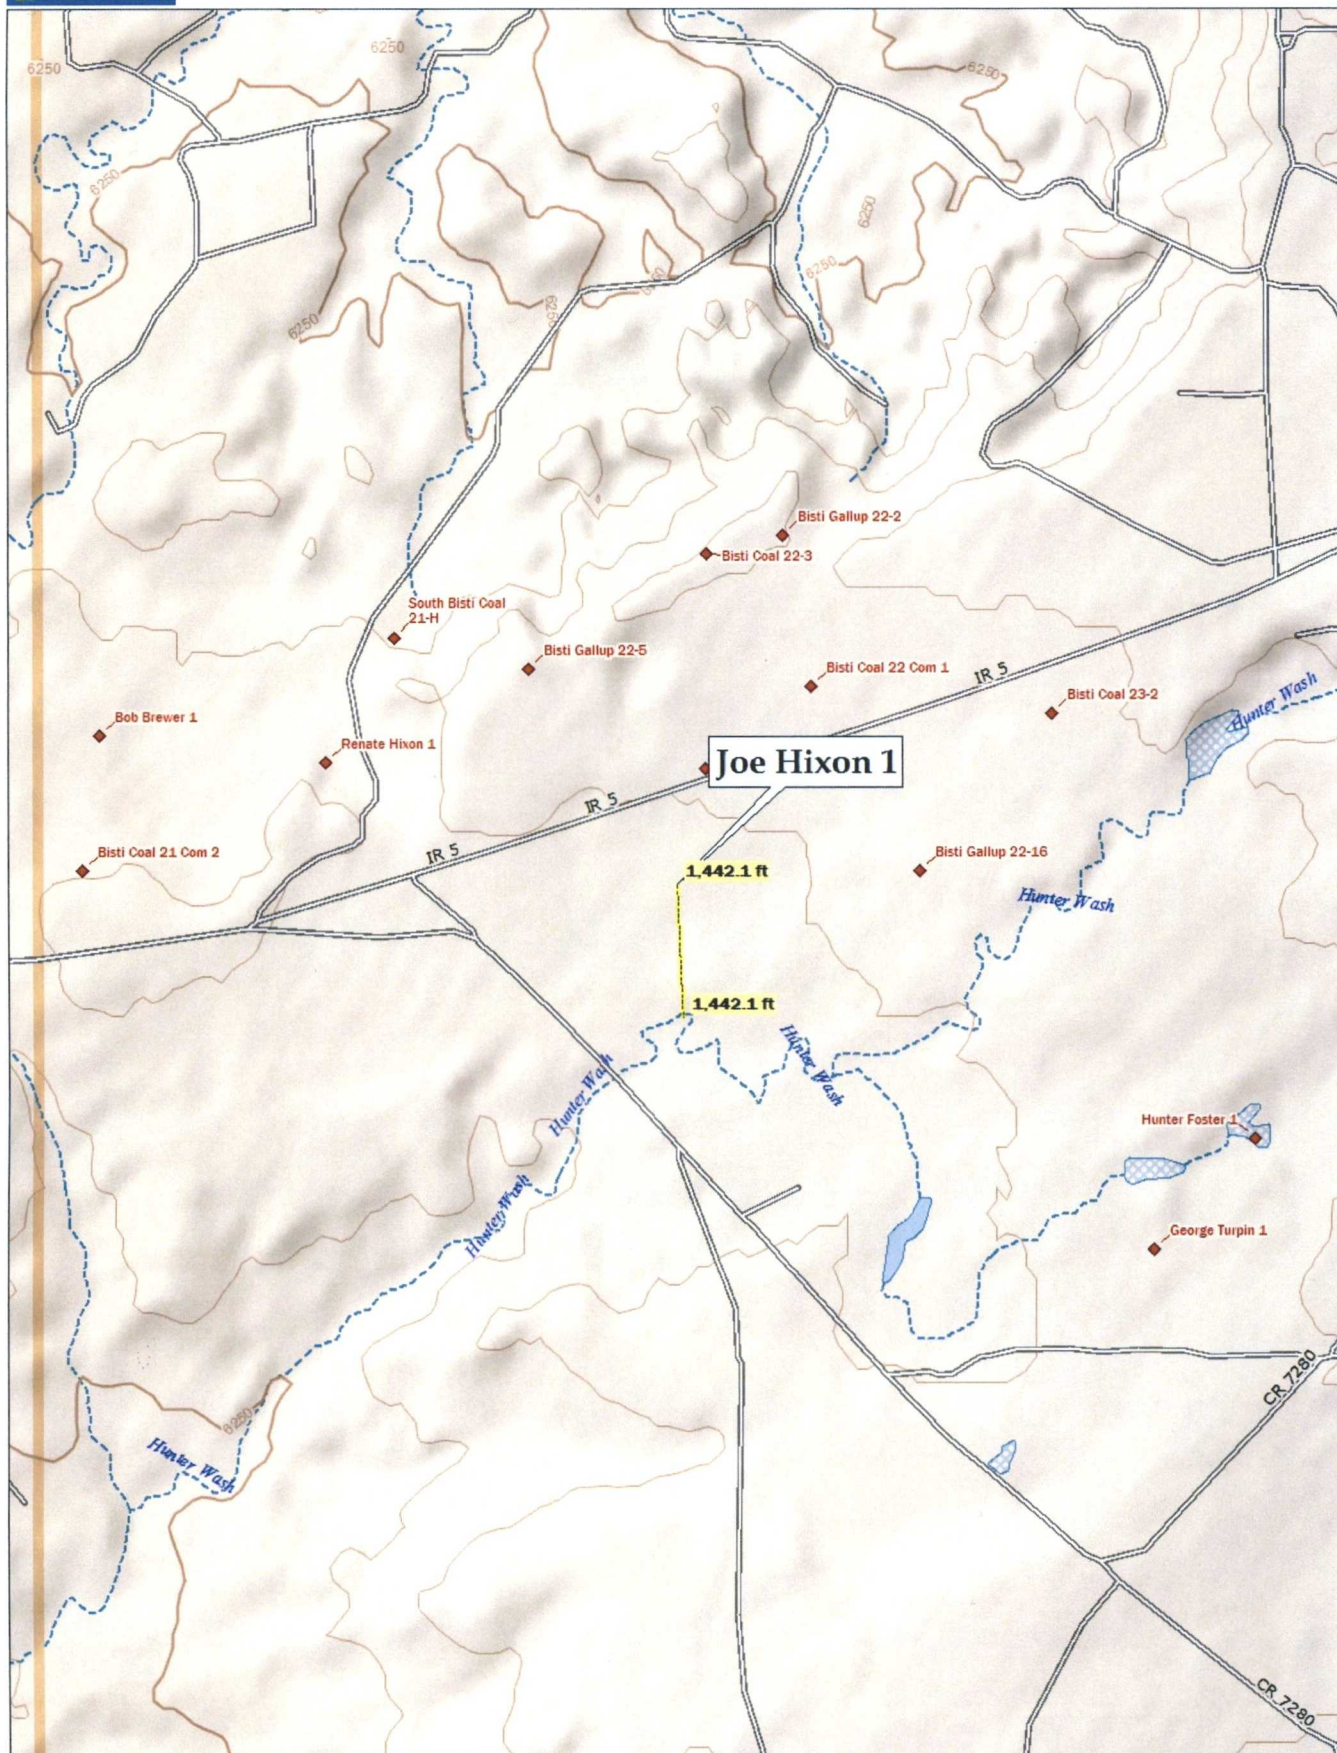 6250
6250
6250
6250
6250
6250
6250
6250
6250
6250
Bisti Gallup 22-2
Bisti Coal 22-3
South Bisti Coal
21-H
Bisti Gallup 22-5
Bisti Coal 22 Com 1
IR 5
Hunter Wash
Bisti Coal 23-2
Bob Brewer 1
Renate Hixon 1
Joe Hixon 1
IR 5
IR 5
Bisti Coal 21 Com 2
1,442.1 ft
Bisti Gallup 22-16
Hunter Wash
1,442.1 ft
Hunter Wash
Hunter Wash
Hunter Foster 1
Hunter Wash
George Turpin 1
CR 7280
6250
Hunter Wash
CR 7280